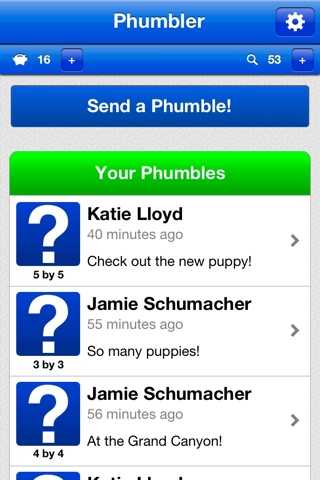 Phumbler
16 + 53 +
Send a Phumble!
Your Phumbles
?
Katie Lloyd
40 minutes ago
Check out the new puppy!
5 by 5
?
Jamie Schumacher
55 minutes ago
So many puppies!
3 by 3
?
Jamie Schumacher
56 minutes ago
At the Grand Canyon!
4 by 4
?
Katie Lloyd